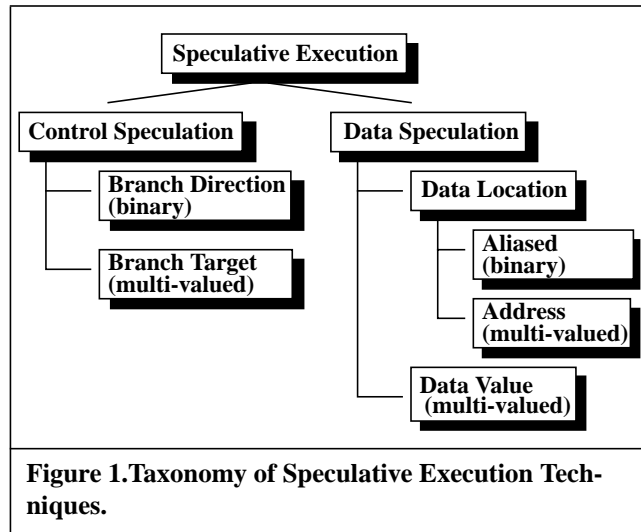 Speculative Execution
Control Speculation
Branch Direction
(binary)
Branch Target
(multi-valued)
Data Speculation
Data Location
Aliased
(binary)
Address
(multi-valued)
Data Value
(multi-valued)
Figure 1.Taxonomy of Speculative Execution Tech-
niques.